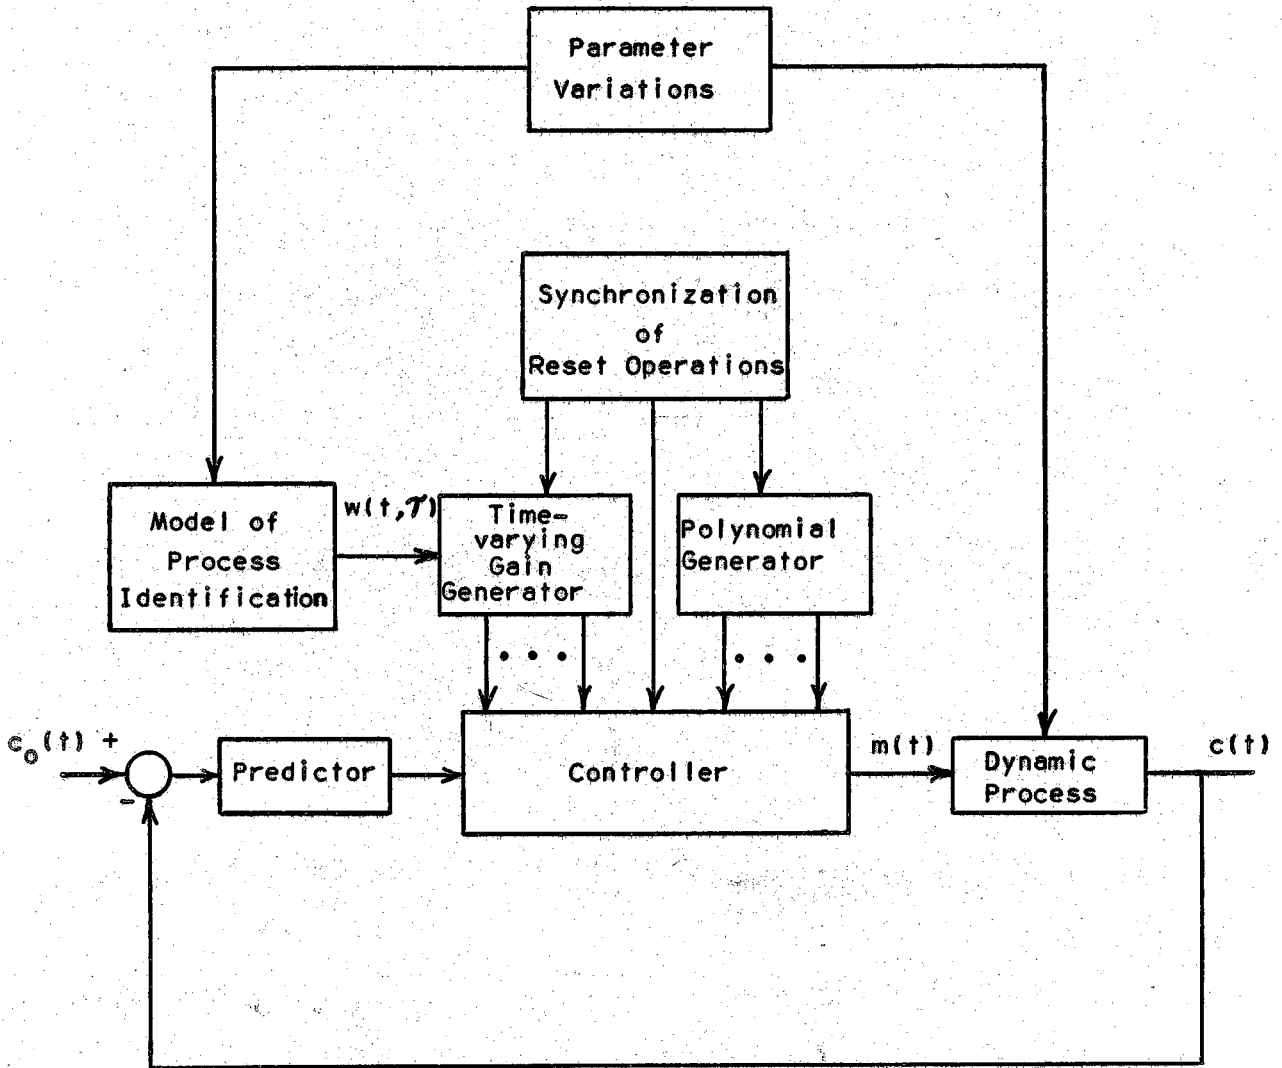 Parameter
Variations
Synchronization
of
Reset Operations
Model of
Process
Identification
w(t,τ)
Time-
varying
Gain
Generator
Polynomial
Generator
• • •
• • •
c₀(t) +
-
Predictor
Controller
m(t)
Dynamic
Process
c(t)